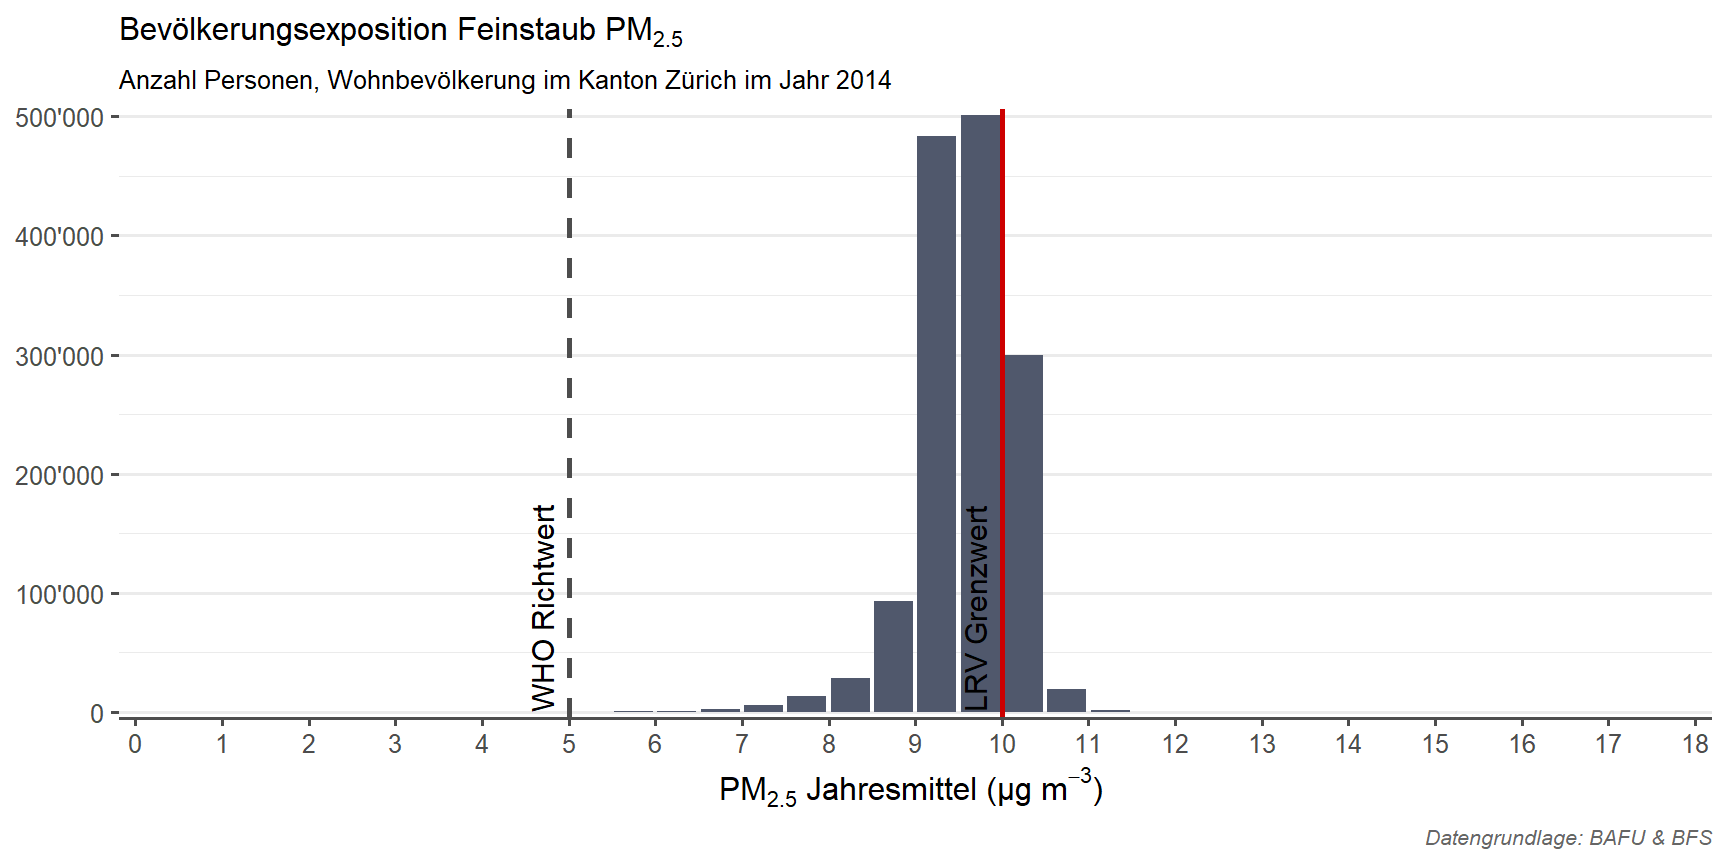 Bevölkerungsexposition Feinstaub PM2.5
Anzahl Personen, Wohnbevölkerung im Kanton Zürich im Jahr 2014
500'000
400'000
300'000
200'000
100'000
0
WHO Richtwert
LRV Grenzwert
0 1 2 3 4 5 6 7 8 9 10 11 12 13 14 15 16 17 18
PM2.5 Jahresmittel (µg m−3)
Datengrundlage: BAFU & BFS